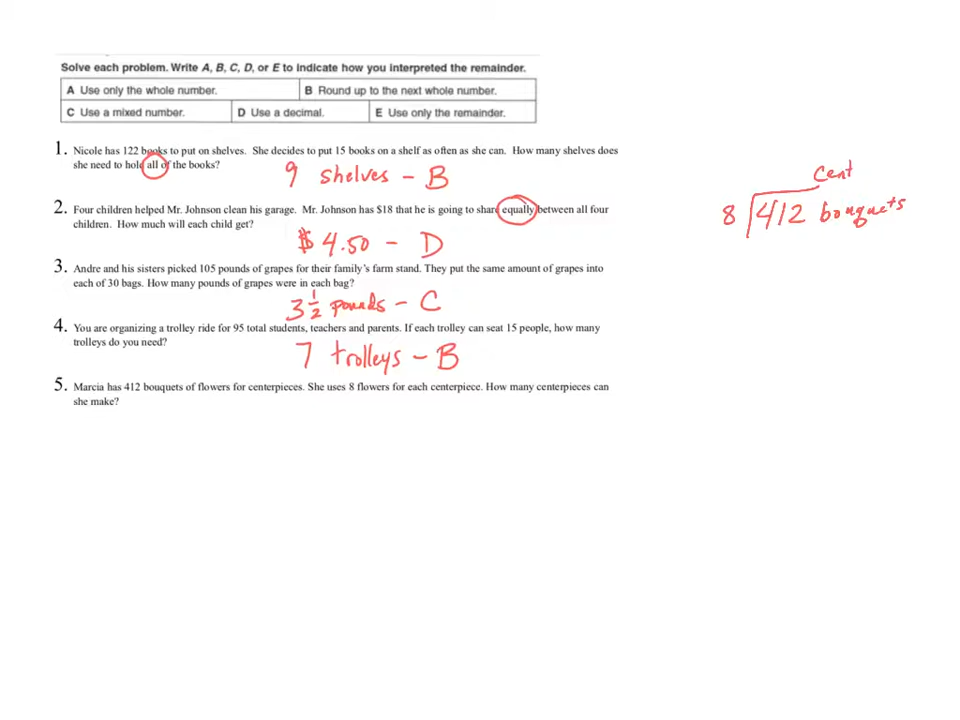 Solve each problem. Write A, B, C, D, or E to indicate how you interpreted the remainder.
A Use only the whole number. B Round up to the next whole number.
C Use a mixed number. D Use a decimal. E Use only the remainder.
1. Nicole has 122 books to put on shelves. She decides to put 15 books on a shelf as often as she can. How many shelves does
she need to hold all of the books?
9 shelves - B
2. Four children helped Mr. Johnson clean his garage. Mr. Johnson has $18 that he is going to share equally between all four
children. How much will each child get?
$4.50 - D
3. Andre and his sisters picked 105 pounds of grapes for their family's farm stand. They put the same amount of grapes into
each of 30 bags. How many pounds of grapes were in each bag?
3 1/2 pounds - C
4. You are organizing a trolley ride for 95 total students, teachers and parents. If each trolley can seat 15 people, how many
trolleys do you need?
7 trolleys - B
5. Marcia has 412 bouquets of flowers for centerpieces. She uses 8 flowers for each centerpiece. How many centerpieces can
she make?
cent
8 412 bouquets